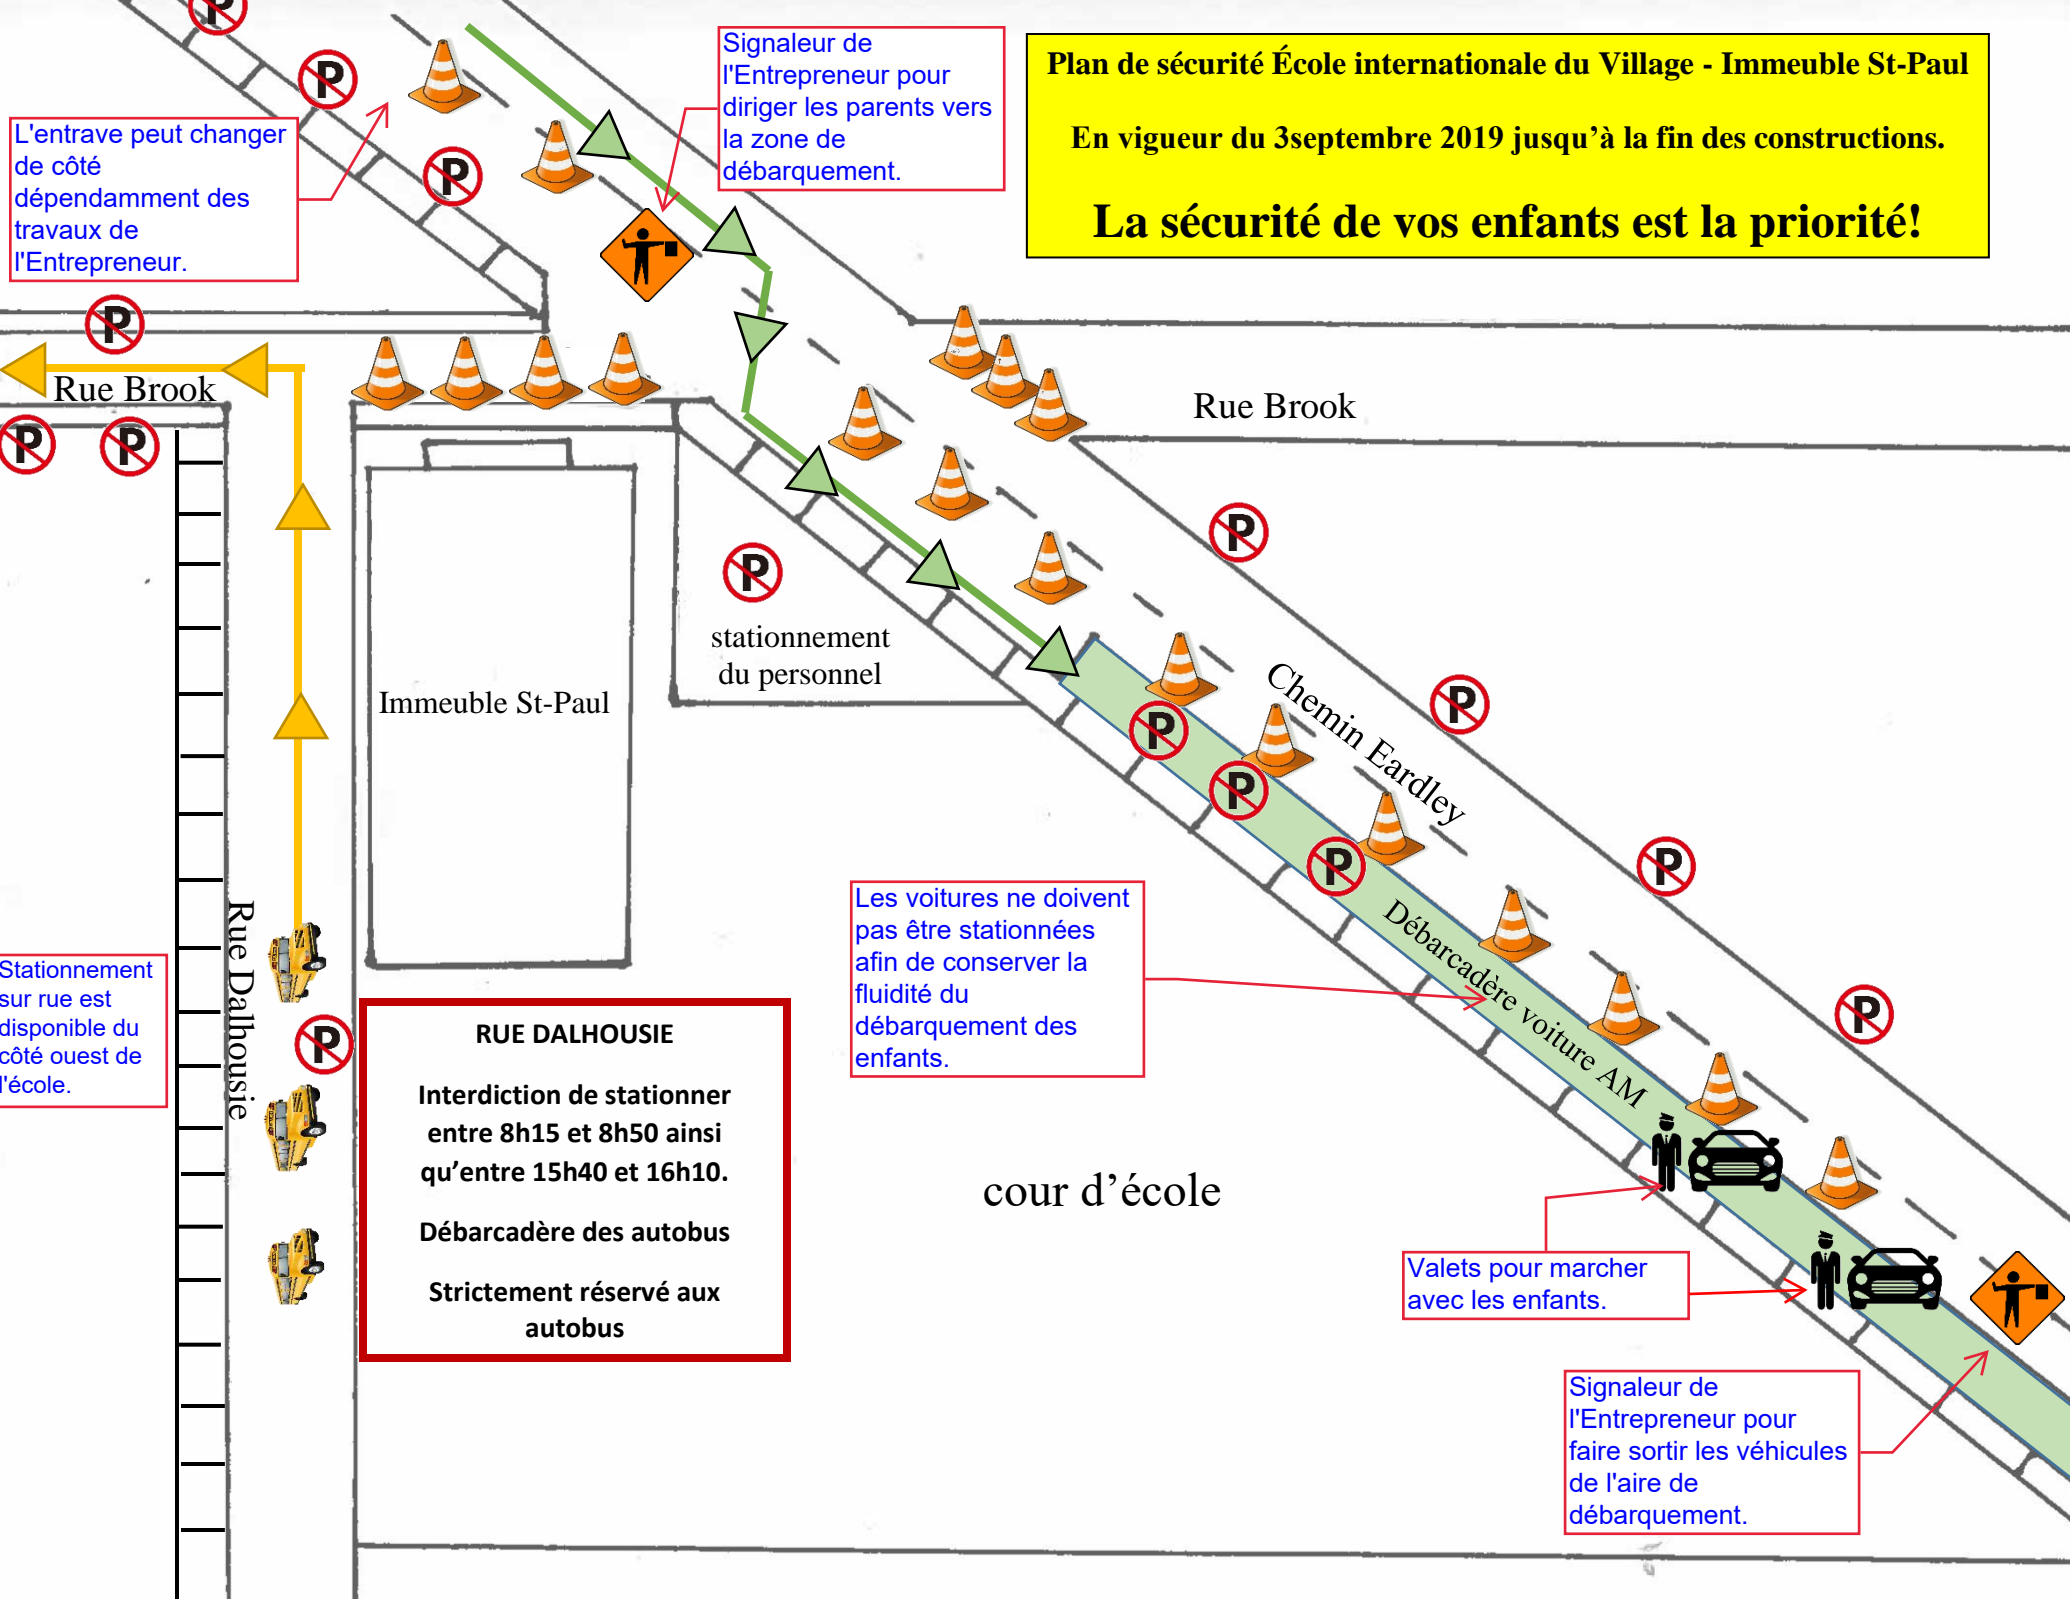 Plan de sécurité École internationale du Village - Immeuble St-Paul
En vigueur du 3septembre 2019 jusqu’à la fin des constructions.
La sécurité de vos enfants est la priorité!
Signaleur de
l'Entrepreneur pour
diriger les parents vers
la zone de
débarquement.
L'entrave peut changer
de côté
dépendamment des
travaux de
l'Entrepreneur.
P
P
P
P
P
P
Rue Brook
Rue Brook
P
stationnement
du personnel
Immeuble St-Paul
P
P
P
P
Chemin Eardley
P
P
P
Débarcadère voiture AM
Les voitures ne doivent
pas être stationnées
afin de conserver la
fluidité du
débarquement des
enfants.
Rue Dalhousie
Stationnement
sur rue est
disponible du
côté ouest de
l'école.
P
RUE DALHOUSIE
Interdiction de stationner
entre 8h15 et 8h50 ainsi
qu’entre 15h40 et 16h10.
Débarcadère des autobus
Strictement réservé aux
autobus
cour d’école
Valets pour marcher
avec les enfants.
Signaleur de
l'Entrepreneur pour
faire sortir les véhicules
de l'aire de
débarquement.